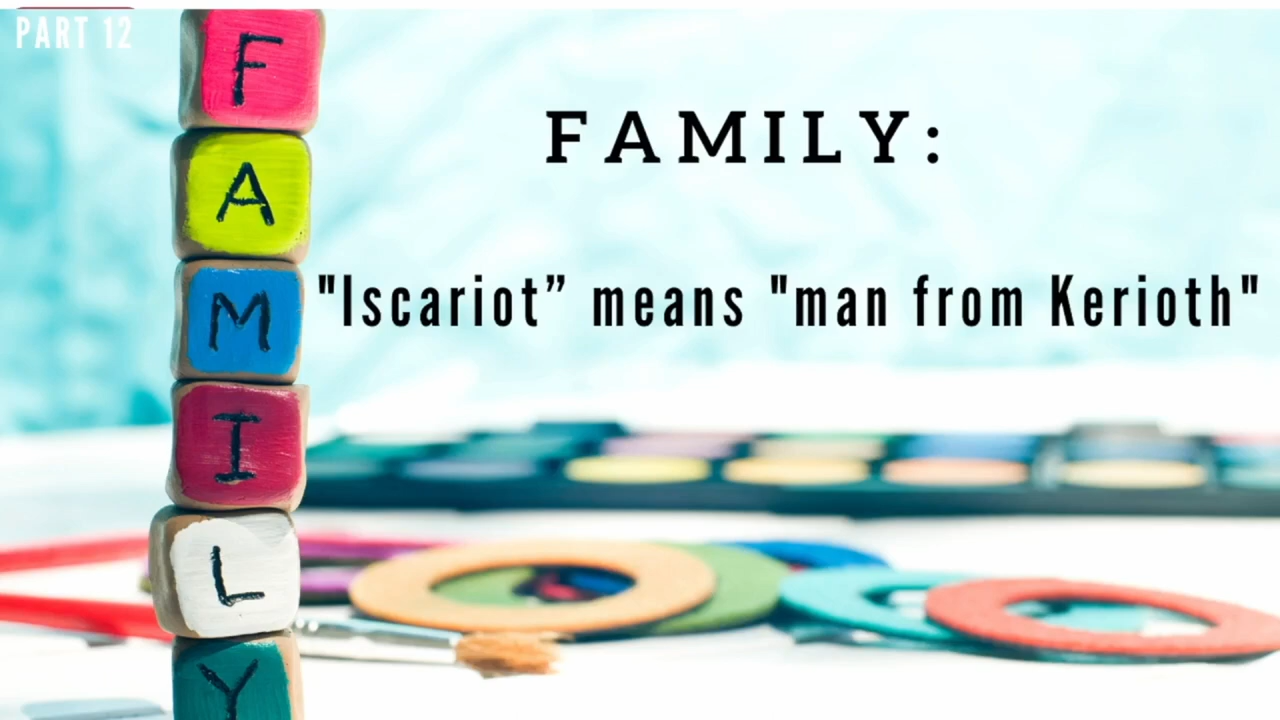 PART 12
FAMILY:
"Iscariot” means "man from Kerioth"
F
A
M
I
L
Y